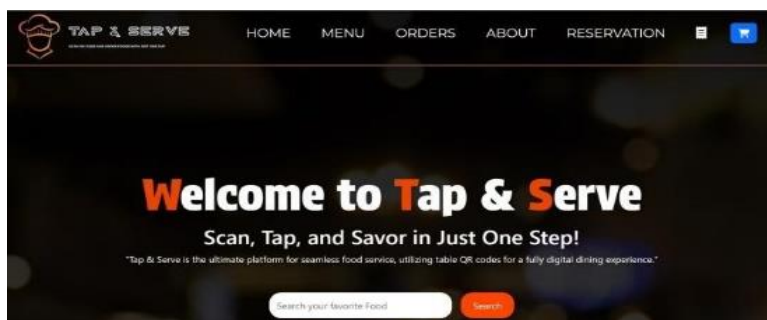 TAP & SERVE
HOME MENU ORDERS ABOUT RESERVATION
Welcome to Tap & Serve
Scan, Tap, and Savor in Just One Step!
"Tap & Serve is the ultimate platform for seamless food service, utilizing table QR codes for a fully digital dining experience."
Search your favorite Food Search